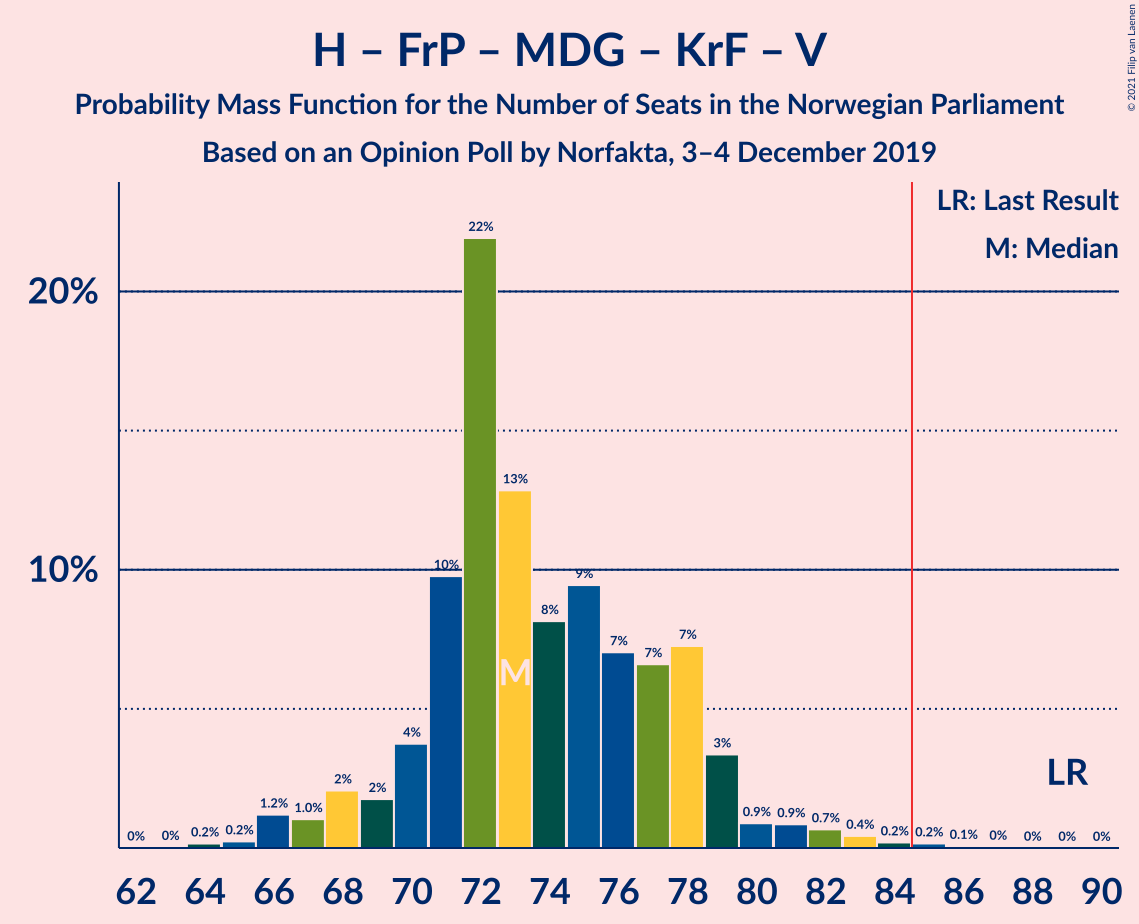 H – FrP – MDG – KrF – V
Probability Mass Function for the Number of Seats in the Norwegian Parliament
Based on an Opinion Poll by Norfakta, 3–4 December 2019
© 2021 Filip van Laenen
LR: Last Result
M: Median
20%
10%
0% 0% 0.2% 0.2% 1.2% 1.0% 2% 2% 4% 10% 22% 13% 8% 9% 7% 7% 7% 3% 0.9% 0.9% 0.7% 0.4% 0.2% 0.2% 0.1% 0% 0% 0% 0%
M
LR
62 64 66 68 70 72 74 76 78 80 82 84 86 88 90